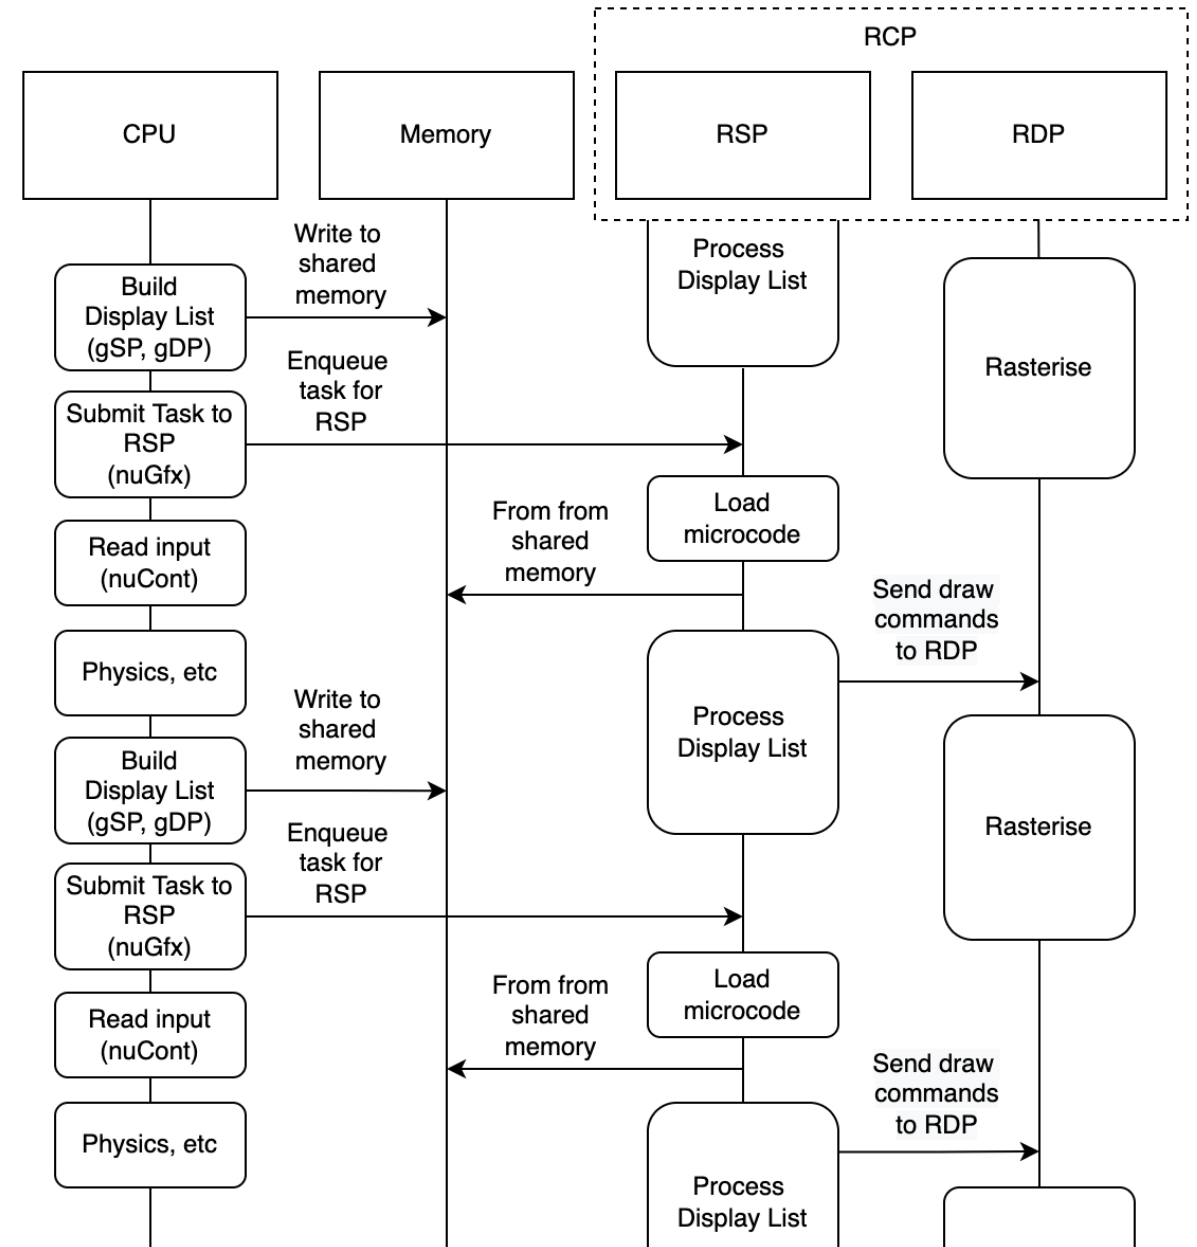 RCP
CPU
Memory
RSP
RDP
Write to
shared
memory
Process
Display List
Build
Display List
(gSP, gDP)
Enqueue
task for
RSP
Rasterise
Submit Task to
RSP
(nuGfx)
Load
microcode
From from
shared
memory
Read input
(nuCont)
Send draw
commands
to RDP
Physics, etc
Write to
shared
memory
Process
Display List
Build
Display List
(gSP, gDP)
Enqueue
task for
RSP
Rasterise
Submit Task to
RSP
(nuGfx)
Load
microcode
From from
shared
memory
Read input
(nuCont)
Send draw
commands
to RDP
Physics, etc
Process
Display List